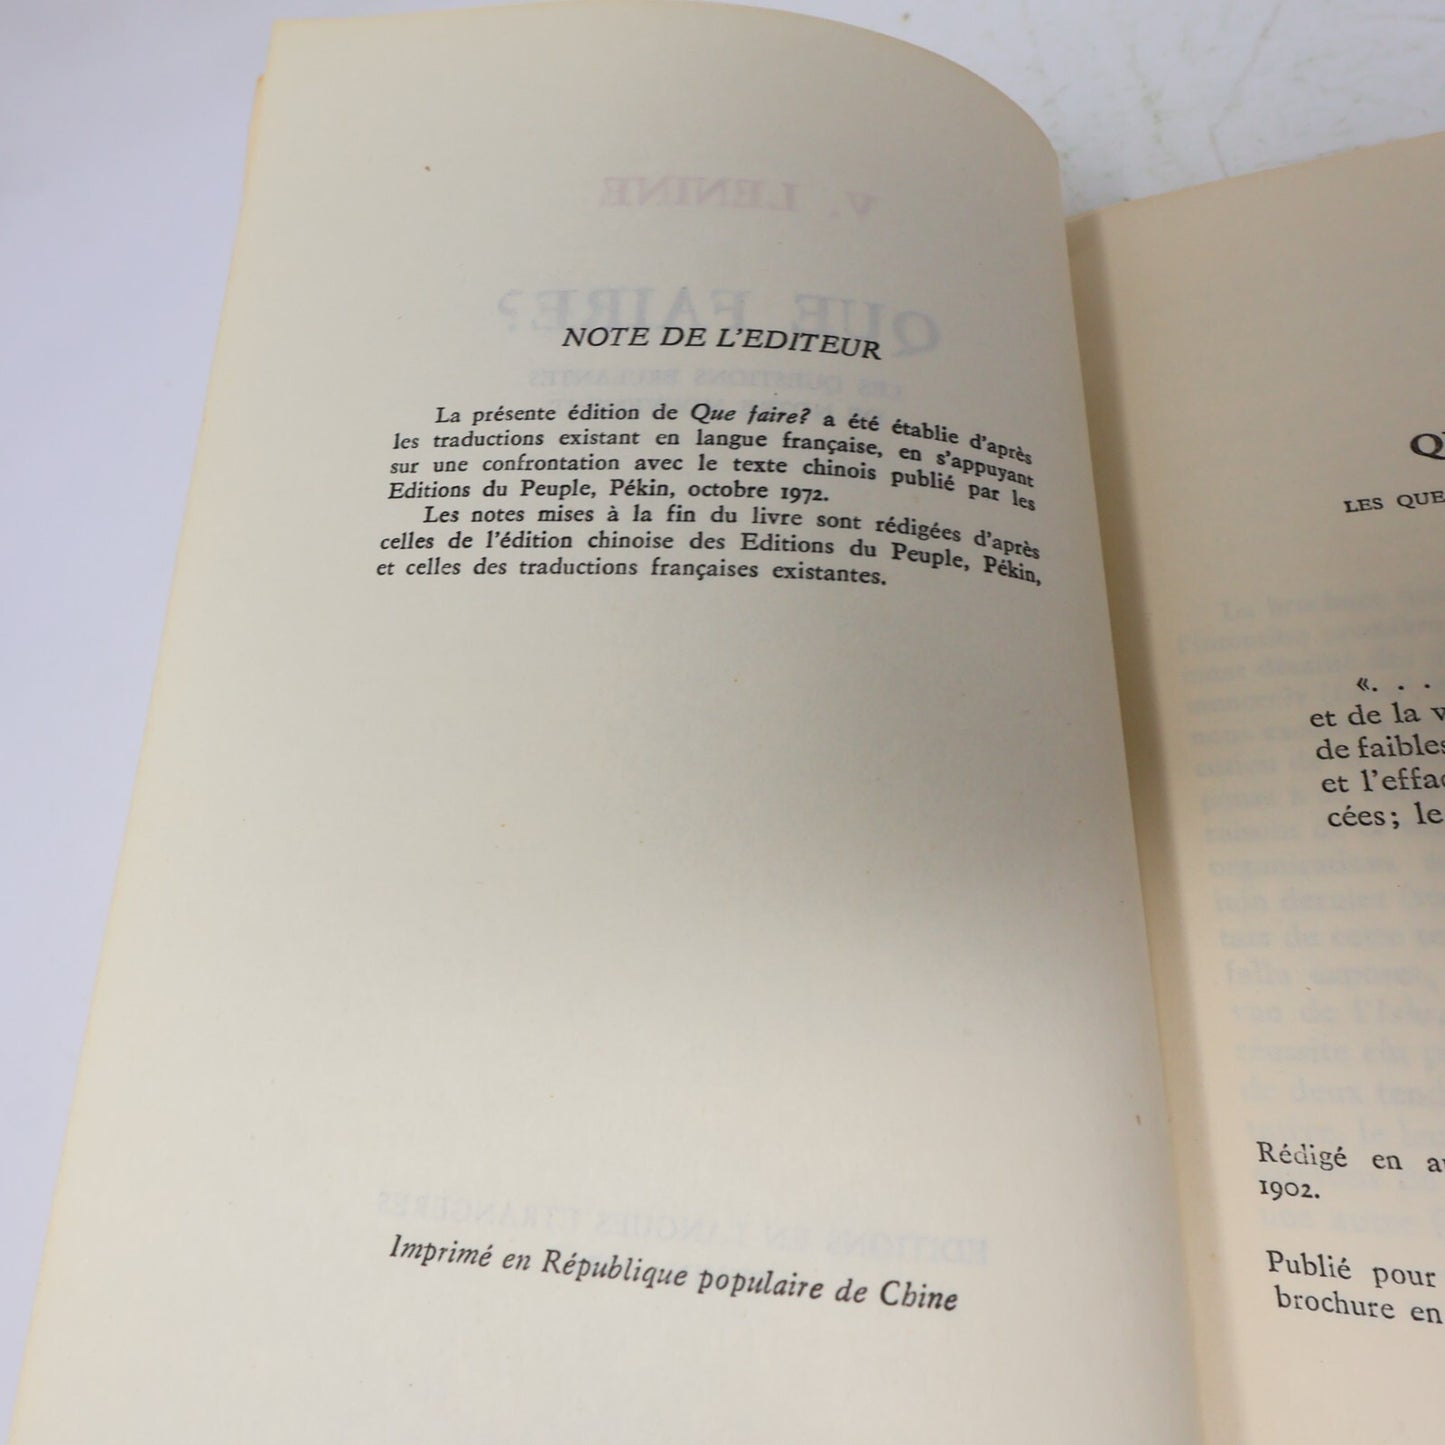 NOTE DE L'EDITEUR
La présente édition de Que faire? a été établie d'après
les traductions existant en langue française, en s'appuyant
sur une confrontation avec le texte chinois publié par les
Editions du Peuple, Pékin, octobre 1972.
Les notes mises à la fin du livre sont rédigées d'après
celles de l'édition chinoise des Editions du Peuple, Pékin,
et celles des traductions françaises existantes.
Imprimé en République populaire de Chine
LES QUE
«. . .
et de la v
de faibles
et l'effac
cées; le
Rédigé en
1902.
Publié pour
brochure en